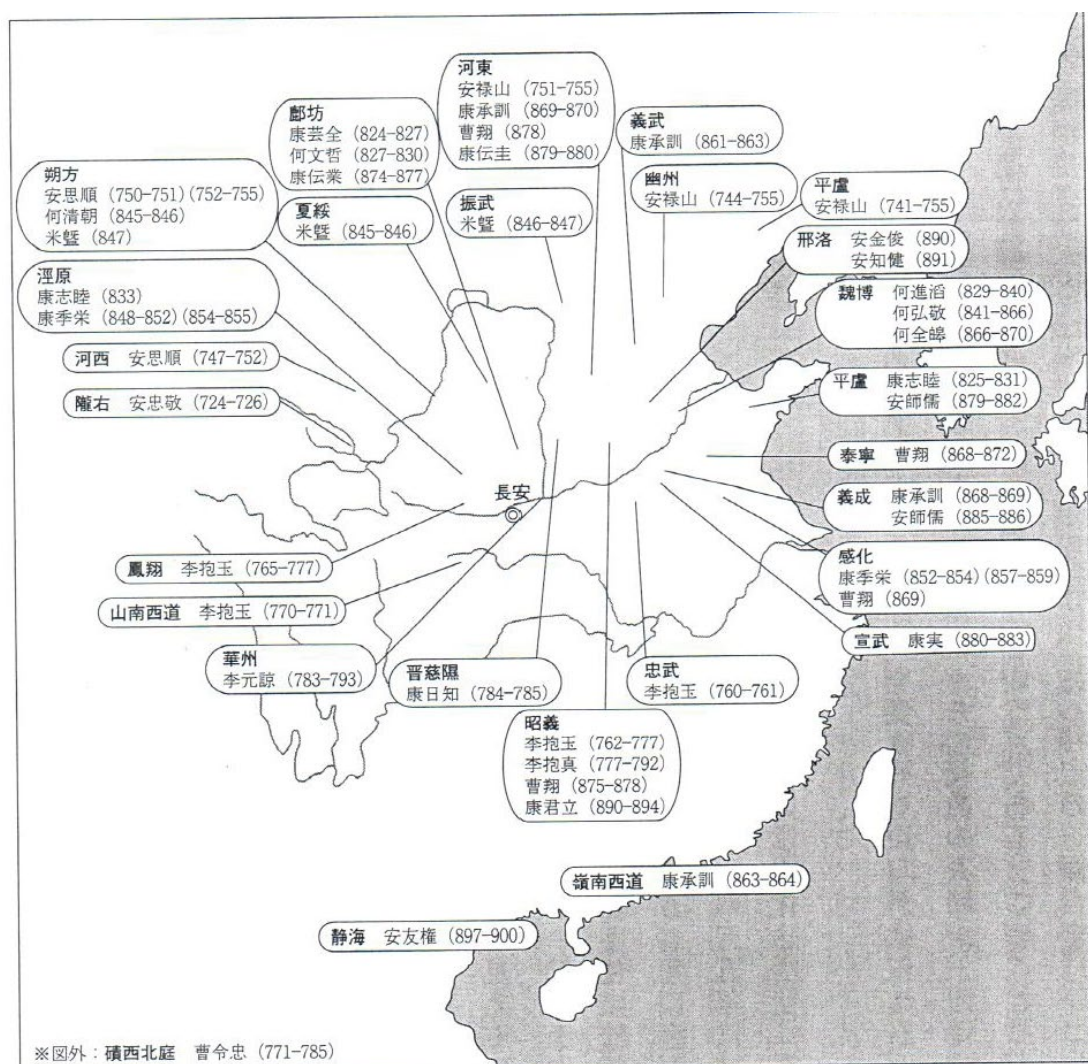 河東
安禄山 (751-755)
康承訓 (869-870)
曹翔 (878)
康伝圭 (879-880)
鄜坊
康芸全 (824-827)
何文哲 (827-830)
康伝業 (874-877)
義武
康承訓 (861-863)
朔方
安思順 (750-751) (752-755)
何清朝 (845-846)
米曁 (847)
夏綏
米曁 (845-846)
振武
米曁 (846-847)
幽州
安禄山 (744-755)
平盧
安禄山 (741-755)
邢洛 安金俊 (890)
安知健 (891)
涇原
康志睦 (833)
康季栄 (848-852) (854-855)
魏博 何進滔 (829-840)
何弘敬 (841-866)
何全皞 (866-870)
河西 安思順 (747-752)
隴右 安忠敬 (724-726)
平盧 康志睦 (825-831)
安師儒 (879-882)
泰寧 曹翔 (868-872)
長安
義成 康承訓 (868-869)
安師儒 (885-886)
鳳翔 李抱玉 (765-777)
感化
康季栄 (852-854) (857-859)
曹翔 (869)
山南西道 李抱玉 (770-771)
宣武 康実 (880-883)
華州
李元諒 (783-793)
晋慈隰
康日知 (784-785)
忠武
李抱玉 (760-761)
昭義
李抱玉 (762-777)
李抱真 (777-792)
曹翔 (875-878)
康君立 (890-894)
嶺南西道 康承訓 (863-864)
静海 安友権 (897-900)
※図外：磧西北庭 曹令忠 (771-785)